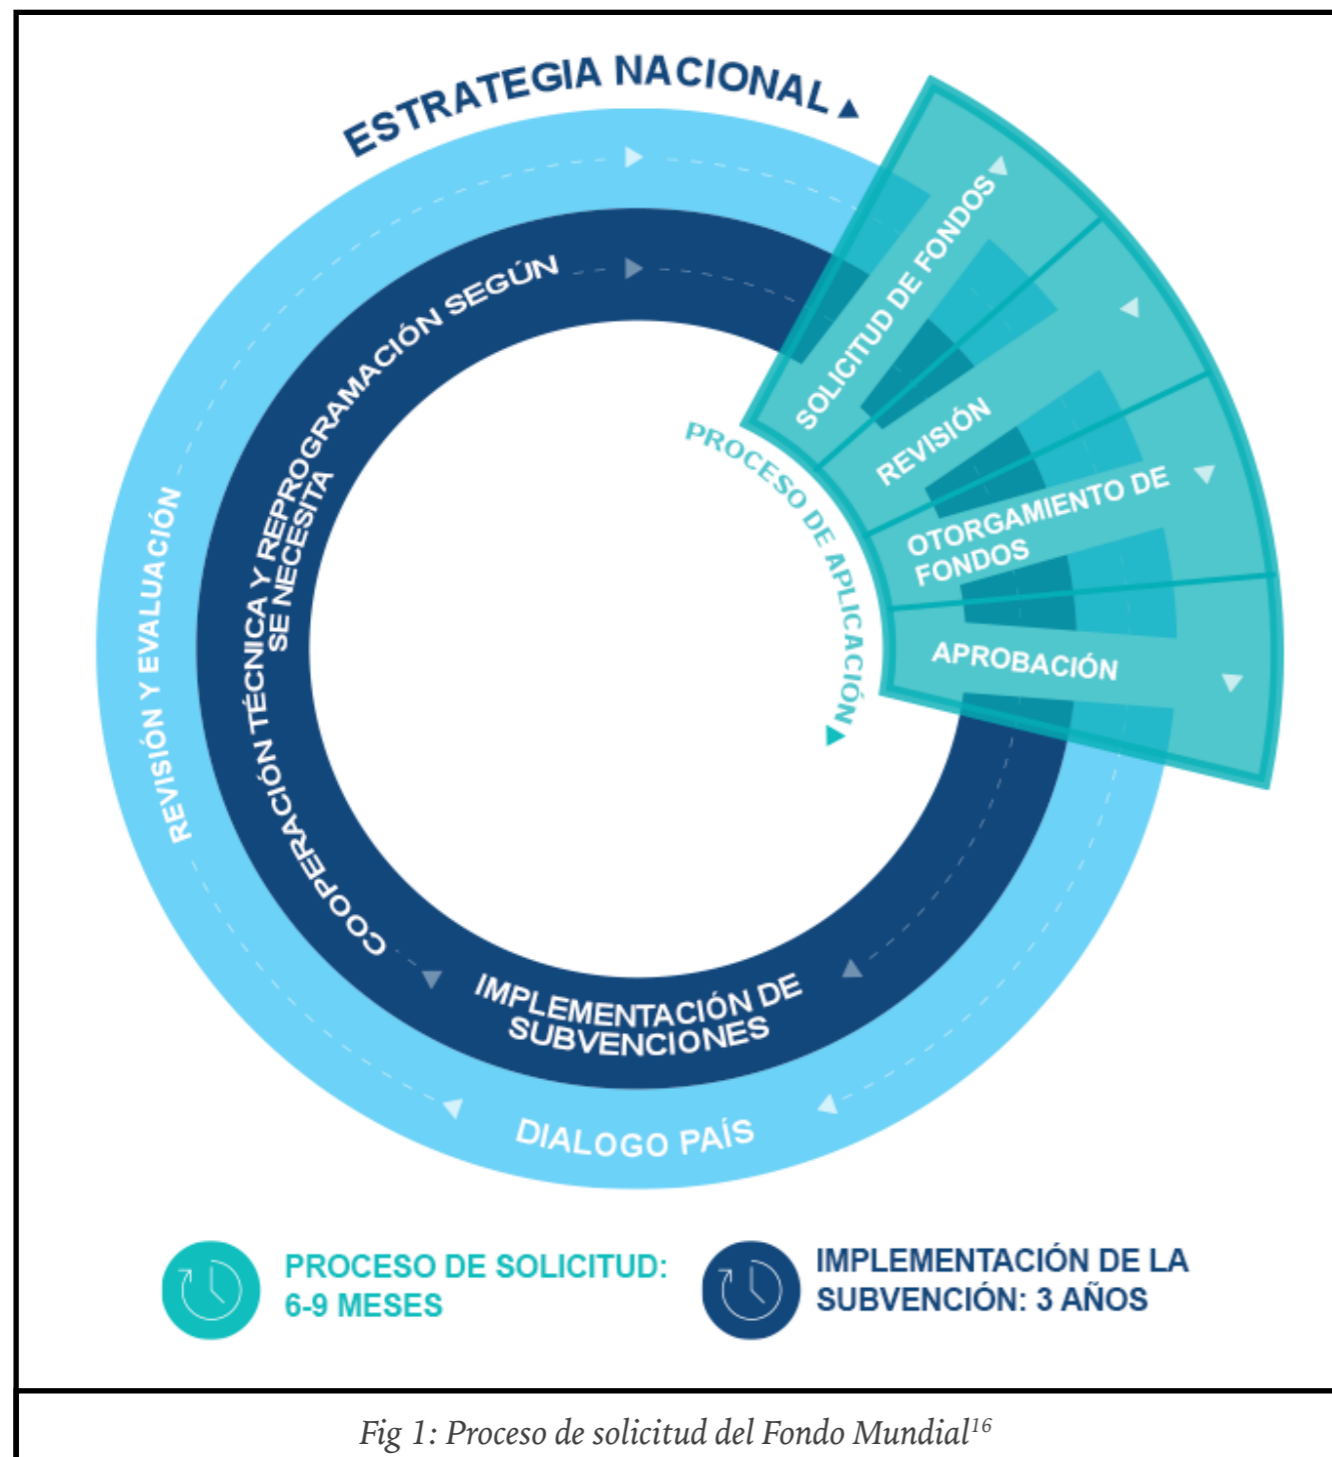 ESTRATEGIA NACIONAL
SOLICITUD DE FONDOS
REVISIÓN
OTORGAMIENTO DE
FONDOS
APROBACIÓN
PROCESO DE APLICACIÓN
COOPERACIÓN TÉCNICA Y REPROGRAMACIÓN SEGÚN
SE NECESITA
REVISIÓN Y EVALUACIÓN
IMPLEMENTACIÓN DE
SUBVENCIONES
DIALOGO PAÍS
PROCESO DE SOLICITUD:
6-9 MESES
IMPLEMENTACIÓN DE LA
SUBVENCIÓN: 3 AÑOS
Fig 1: Proceso de solicitud del Fondo Mundial16